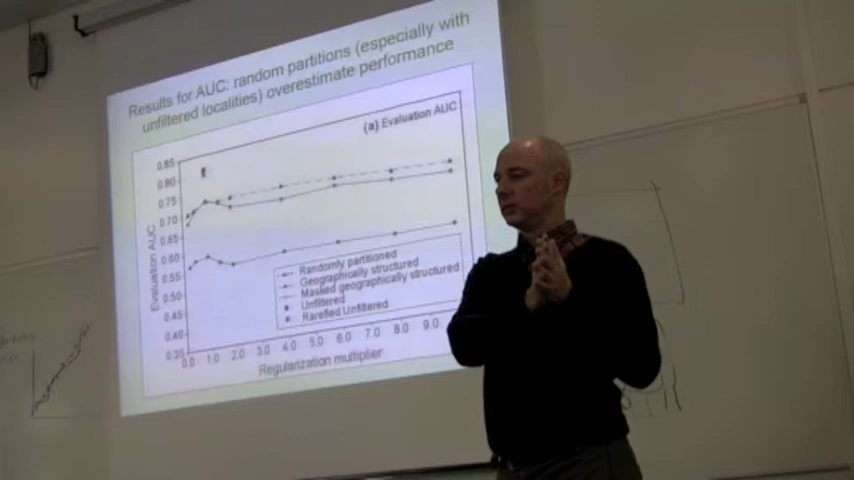 Results for AUC: random partitions (especially with
unfiltered localities) overestimate performance
(a) Evaluation AUC
0.85
0.80
0.75
0.70
0.65
0.60
0.55
0.50
0.45
0.40
0.35
Evaluation AUC
Randomly partitioned
Geographically structured
Masked geographically structured
Unfiltered
Rarefied Unfiltered
0.0 1.0 2.0 3.0 4.0 5.0 6.0 7.0 8.0 9.0
Regularization multiplier